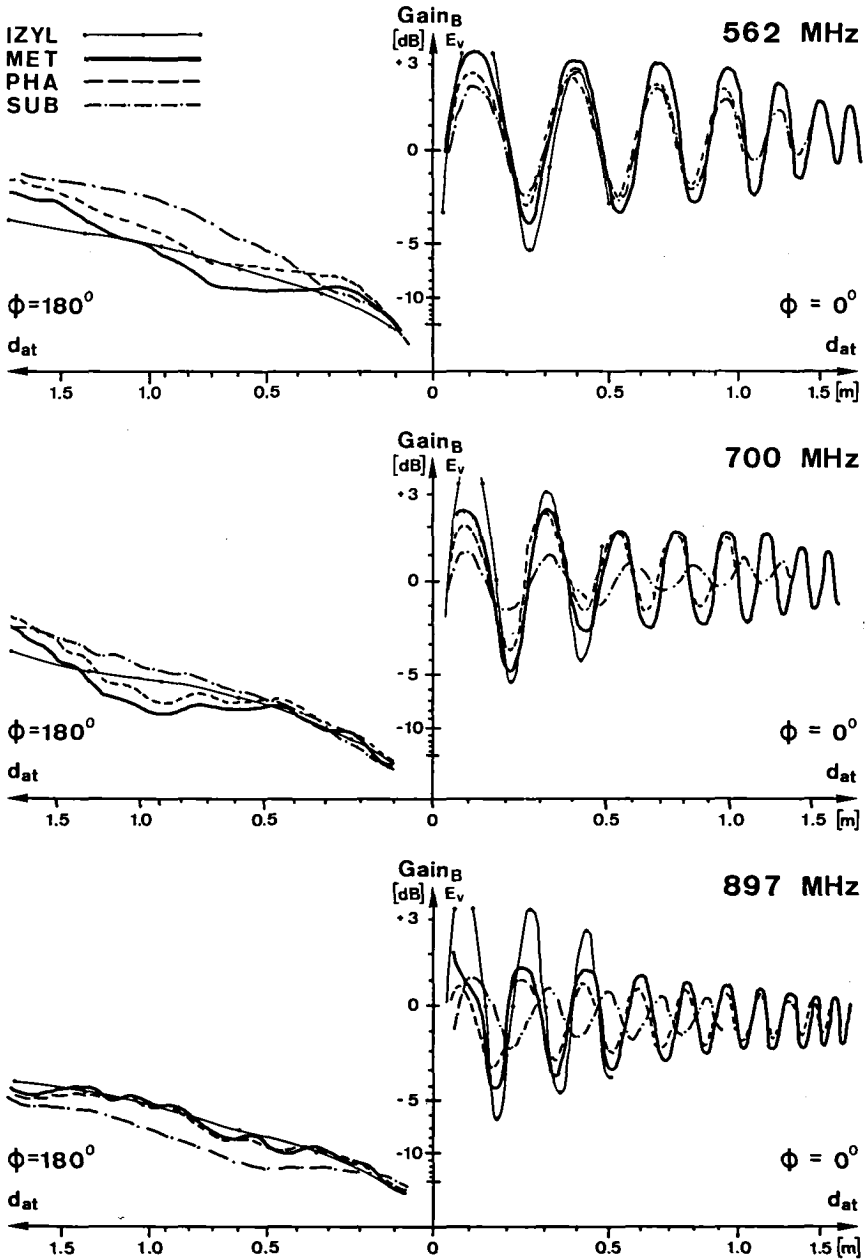 IZYL
MET
PHA
SUB
Gain_B
[dB] E_v
562 MHz
+3
0
-5
-10
ϕ=180°
ϕ = 0°
d_at
d_at
1.5 1.0 0.5 0 0.5 1.0 1.5 [m]
Gain_B
[dB] E_v
700 MHz
+3
0
-5
-10
ϕ=180°
ϕ = 0°
d_at
d_at
1.5 1.0 0.5 0 0.5 1.0 1.5 [m]
Gain_B
[dB] E_v
897 MHz
+3
0
-5
-10
ϕ=180°
ϕ = 0°
d_at
d_at
1.5 1.0 0.5 0 0.5 1.0 1.5 [m]